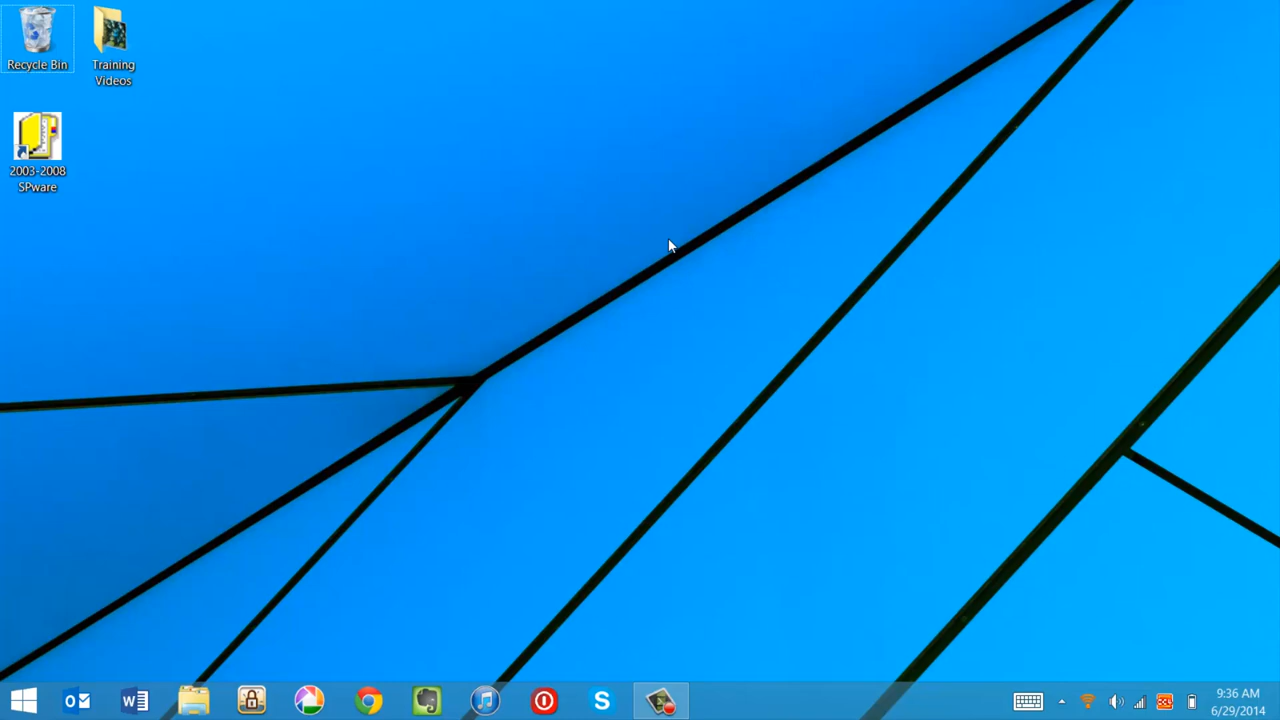 Recycle Bin
Training
Videos
2003-2008
SPware
9:36 AM
6/29/2014